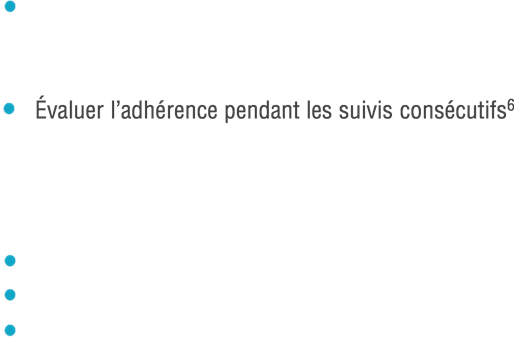 • 
• Évaluer l’adhérence pendant les suivis consécutifs⁶
• 
• 
•